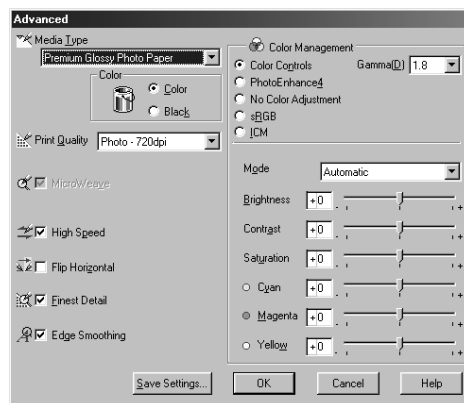 Advanced
Media Type
Premium Glossy Photo Paper
Color
Color
Black
Print Quality
Photo - 720dpi
MicroWeave
High Speed
Flip Horizontal
Finest Detail
Edge Smoothing
Save Settings...
Color Management
Color Controls
Gamma(D)
1.8
PhotoEnhance4
No Color Adjustment
sRGB
ICM
Mode
Automatic
Brightness +0 - +
Contrast +0 - +
Saturation +0 - +
Cyan +0 - +
Magenta +0 - +
Yellow +0 - +
OK
Cancel
Help